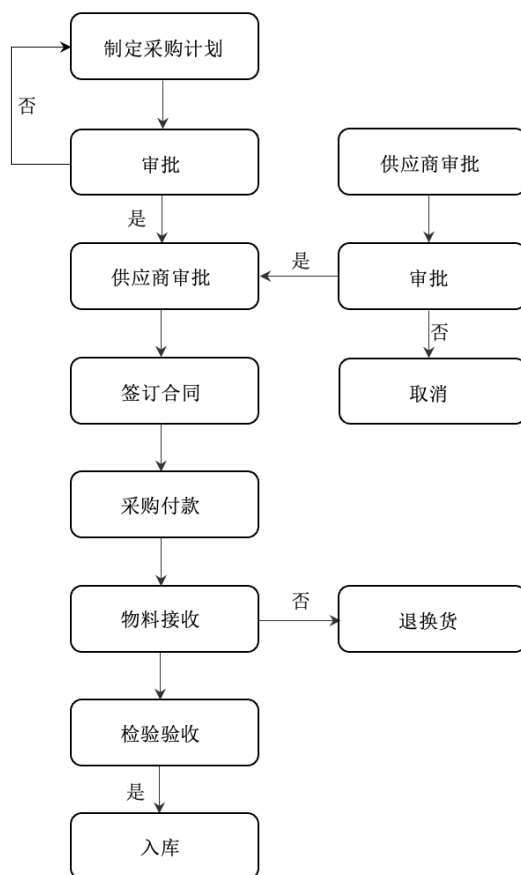 制定采购计划
否
审批
供应商审批
是
供应商审批
是
审批
否
签订合同
取消
采购付款
物料接收
否
退换货
检验验收
是
入库